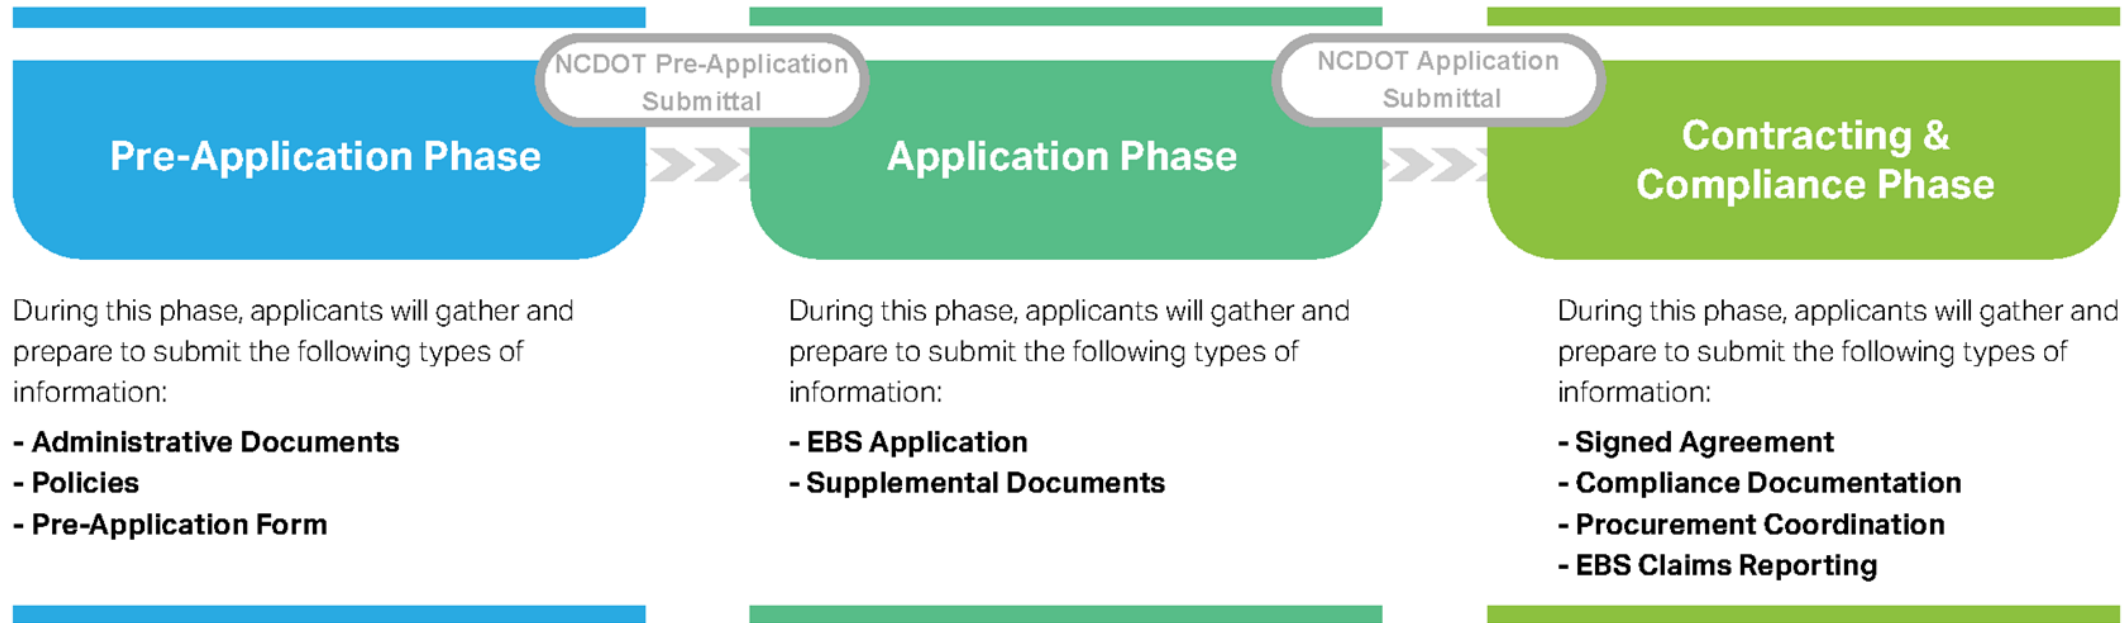 NCDOT Pre-Application
Submittal
NCDOT Application
Submittal
Pre-Application Phase
Application Phase
Contracting &
Compliance Phase
During this phase, applicants will gather and
prepare to submit the following types of
information:
- Administrative Documents
- Policies
- Pre-Application Form
During this phase, applicants will gather and
prepare to submit the following types of
information:
- EBS Application
- Supplemental Documents
During this phase, applicants will gather and
prepare to submit the following types of
information:
- Signed Agreement
- Compliance Documentation
- Procurement Coordination
- EBS Claims Reporting